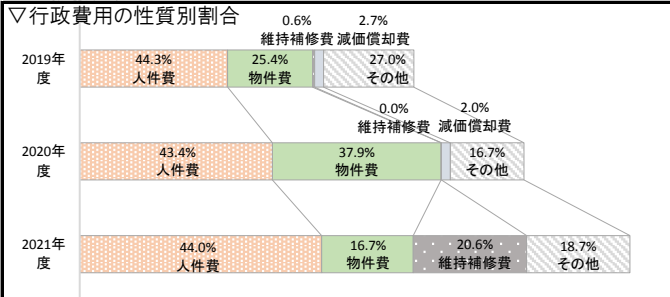 ▽行政費用の性質別割合
0.6%
2.7%
維持補修費
減価償却費
2019年
度
44.3%
人件費
25.4%
物件費
27.0%
その他
0.0%
2.0%
維持補修費
減価償却費
2020年
度
43.4%
人件費
37.9%
物件費
16.7%
その他
2021年
度
44.0%
人件費
16.7%
物件費
20.6%
維持補修費
18.7%
その他